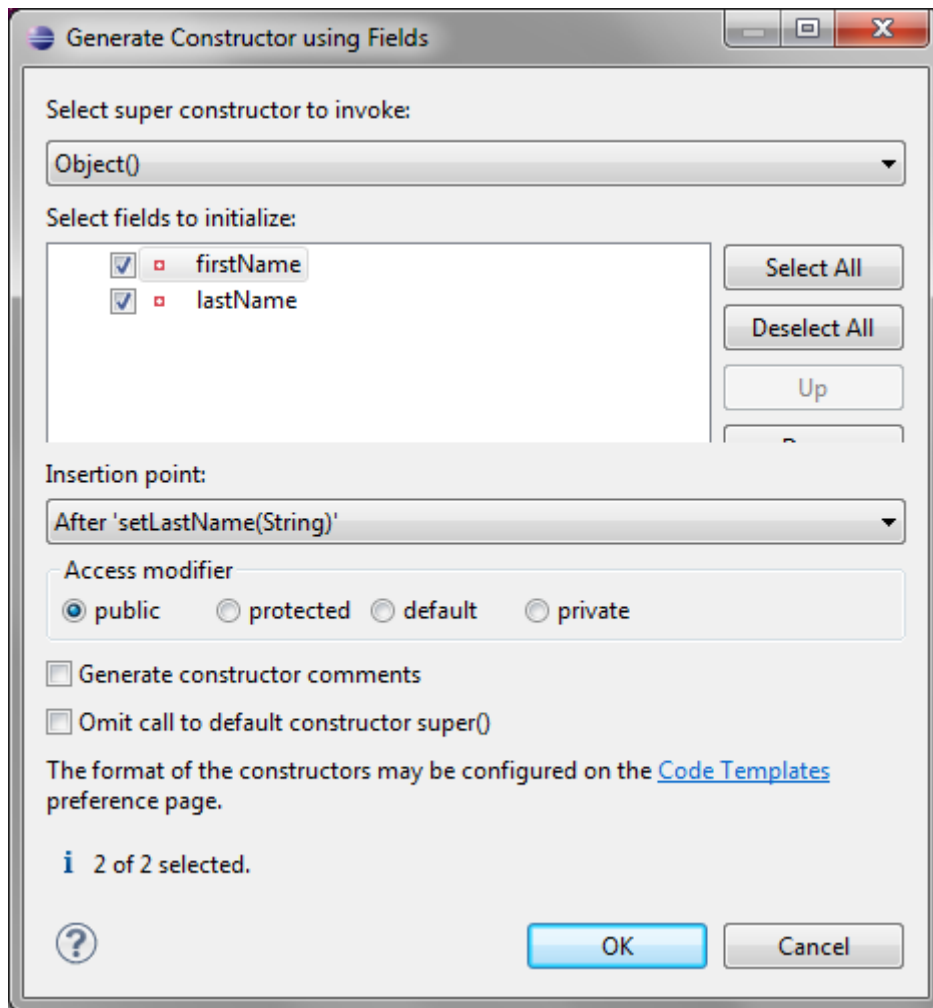 Generate Constructor using Fields
Select super constructor to invoke:
Object()
Select fields to initialize:
firstName
lastName
Select All
Deselect All
Up
Insertion point:
After 'setLastName(String)'
Access modifier
public protected default private
Generate constructor comments
Omit call to default constructor super()
The format of the constructors may be configured on the Code Templates
preference page.
2 of 2 selected.
OK Cancel